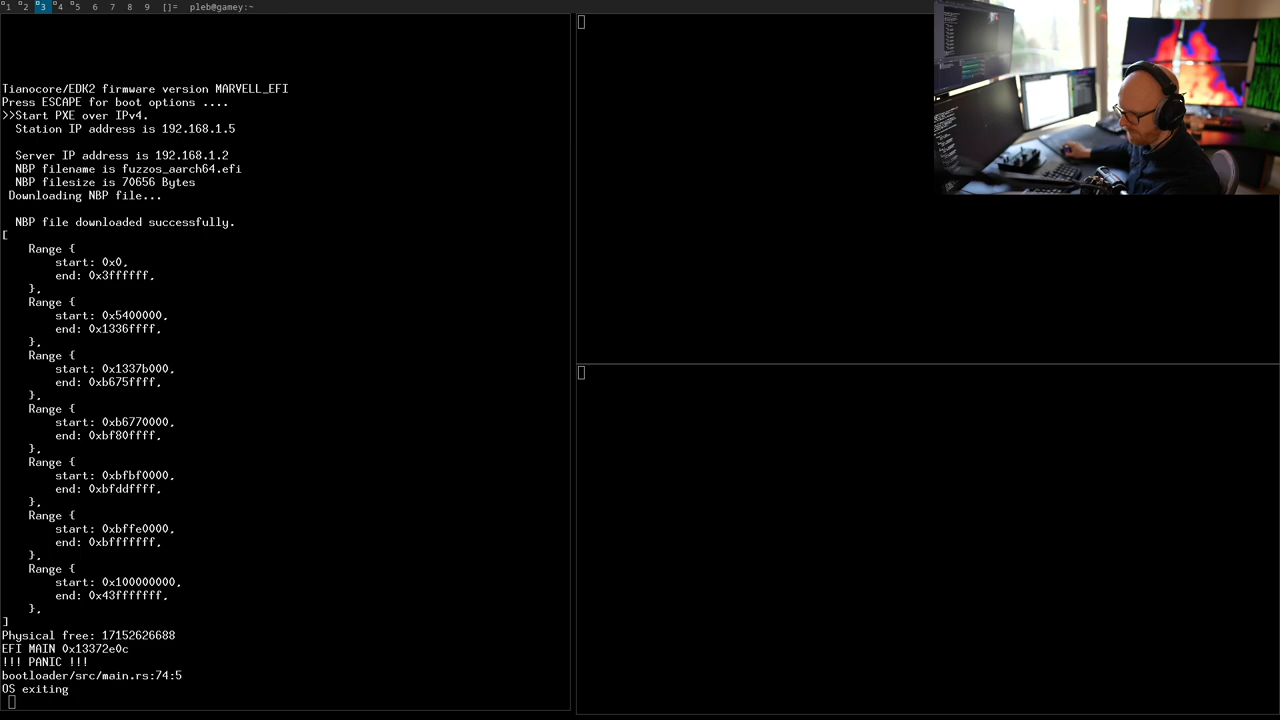 1 2 3 4 5 6 7 8 9 []= pleb@gamey:~
Tianocore/EDK2 firmware version MARVELL_EFI
Press ESCAPE for boot options ....
>>Start PXE over IPv4.
Station IP address is 192.168.1.5
Server IP address is 192.168.1.2
NBP filename is fuzzos_aarch64.efi
NBP filesize is 70656 Bytes
Downloading NBP file...
NBP file downloaded successfully.
[
Range {
start: 0x0,
end: 0x3ffffff,
},
Range {
start: 0x5400000,
end: 0x1336ffff,
},
Range {
start: 0x1337b000,
end: 0xb675ffff,
},
Range {
start: 0xb6770000,
end: 0xbf80ffff,
},
Range {
start: 0xbfbf0000,
end: 0xbfddffff,
},
Range {
start: 0xbffe0000,
end: 0xbfffffff,
},
Range {
start: 0x100000000,
end: 0x43fffffff,
},
]
Physical free: 17152626688
EFI MAIN 0x13372e0c
!!! PANIC !!!
bootloader/src/main.rs:74:5
OS exiting